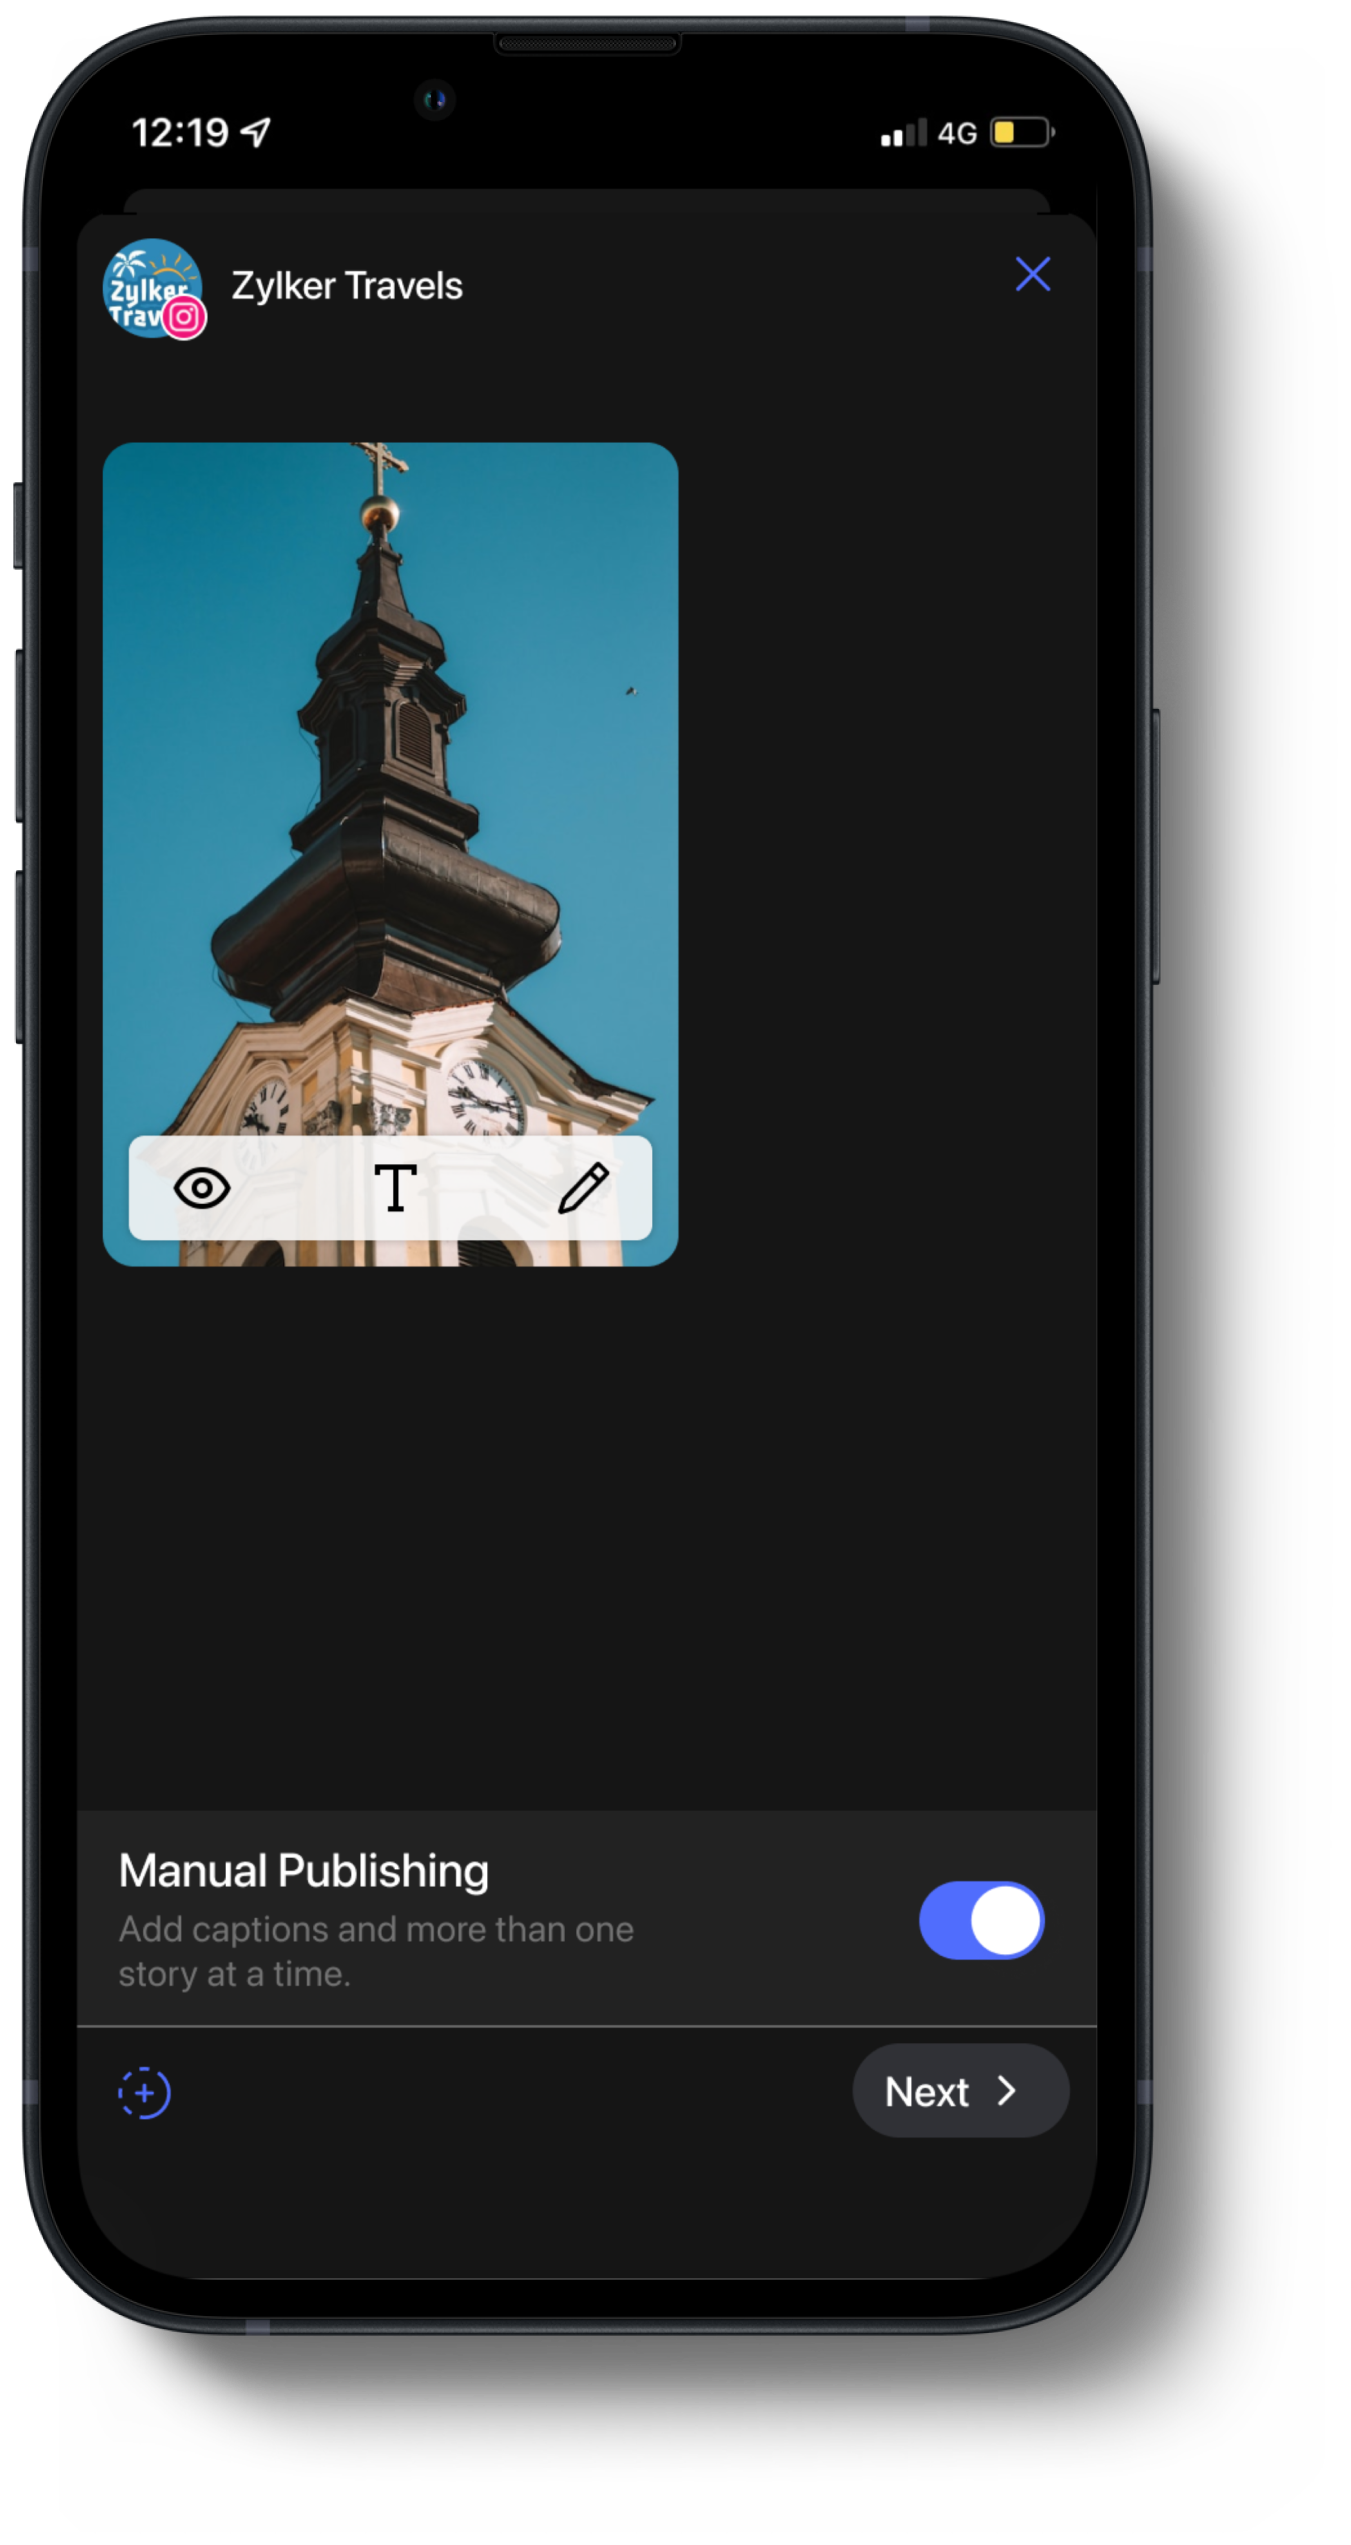 12:19
4G
Zylker
Trav
Zylker Travels
T
Manual Publishing
Add captions and more than one
story at a time.
Next